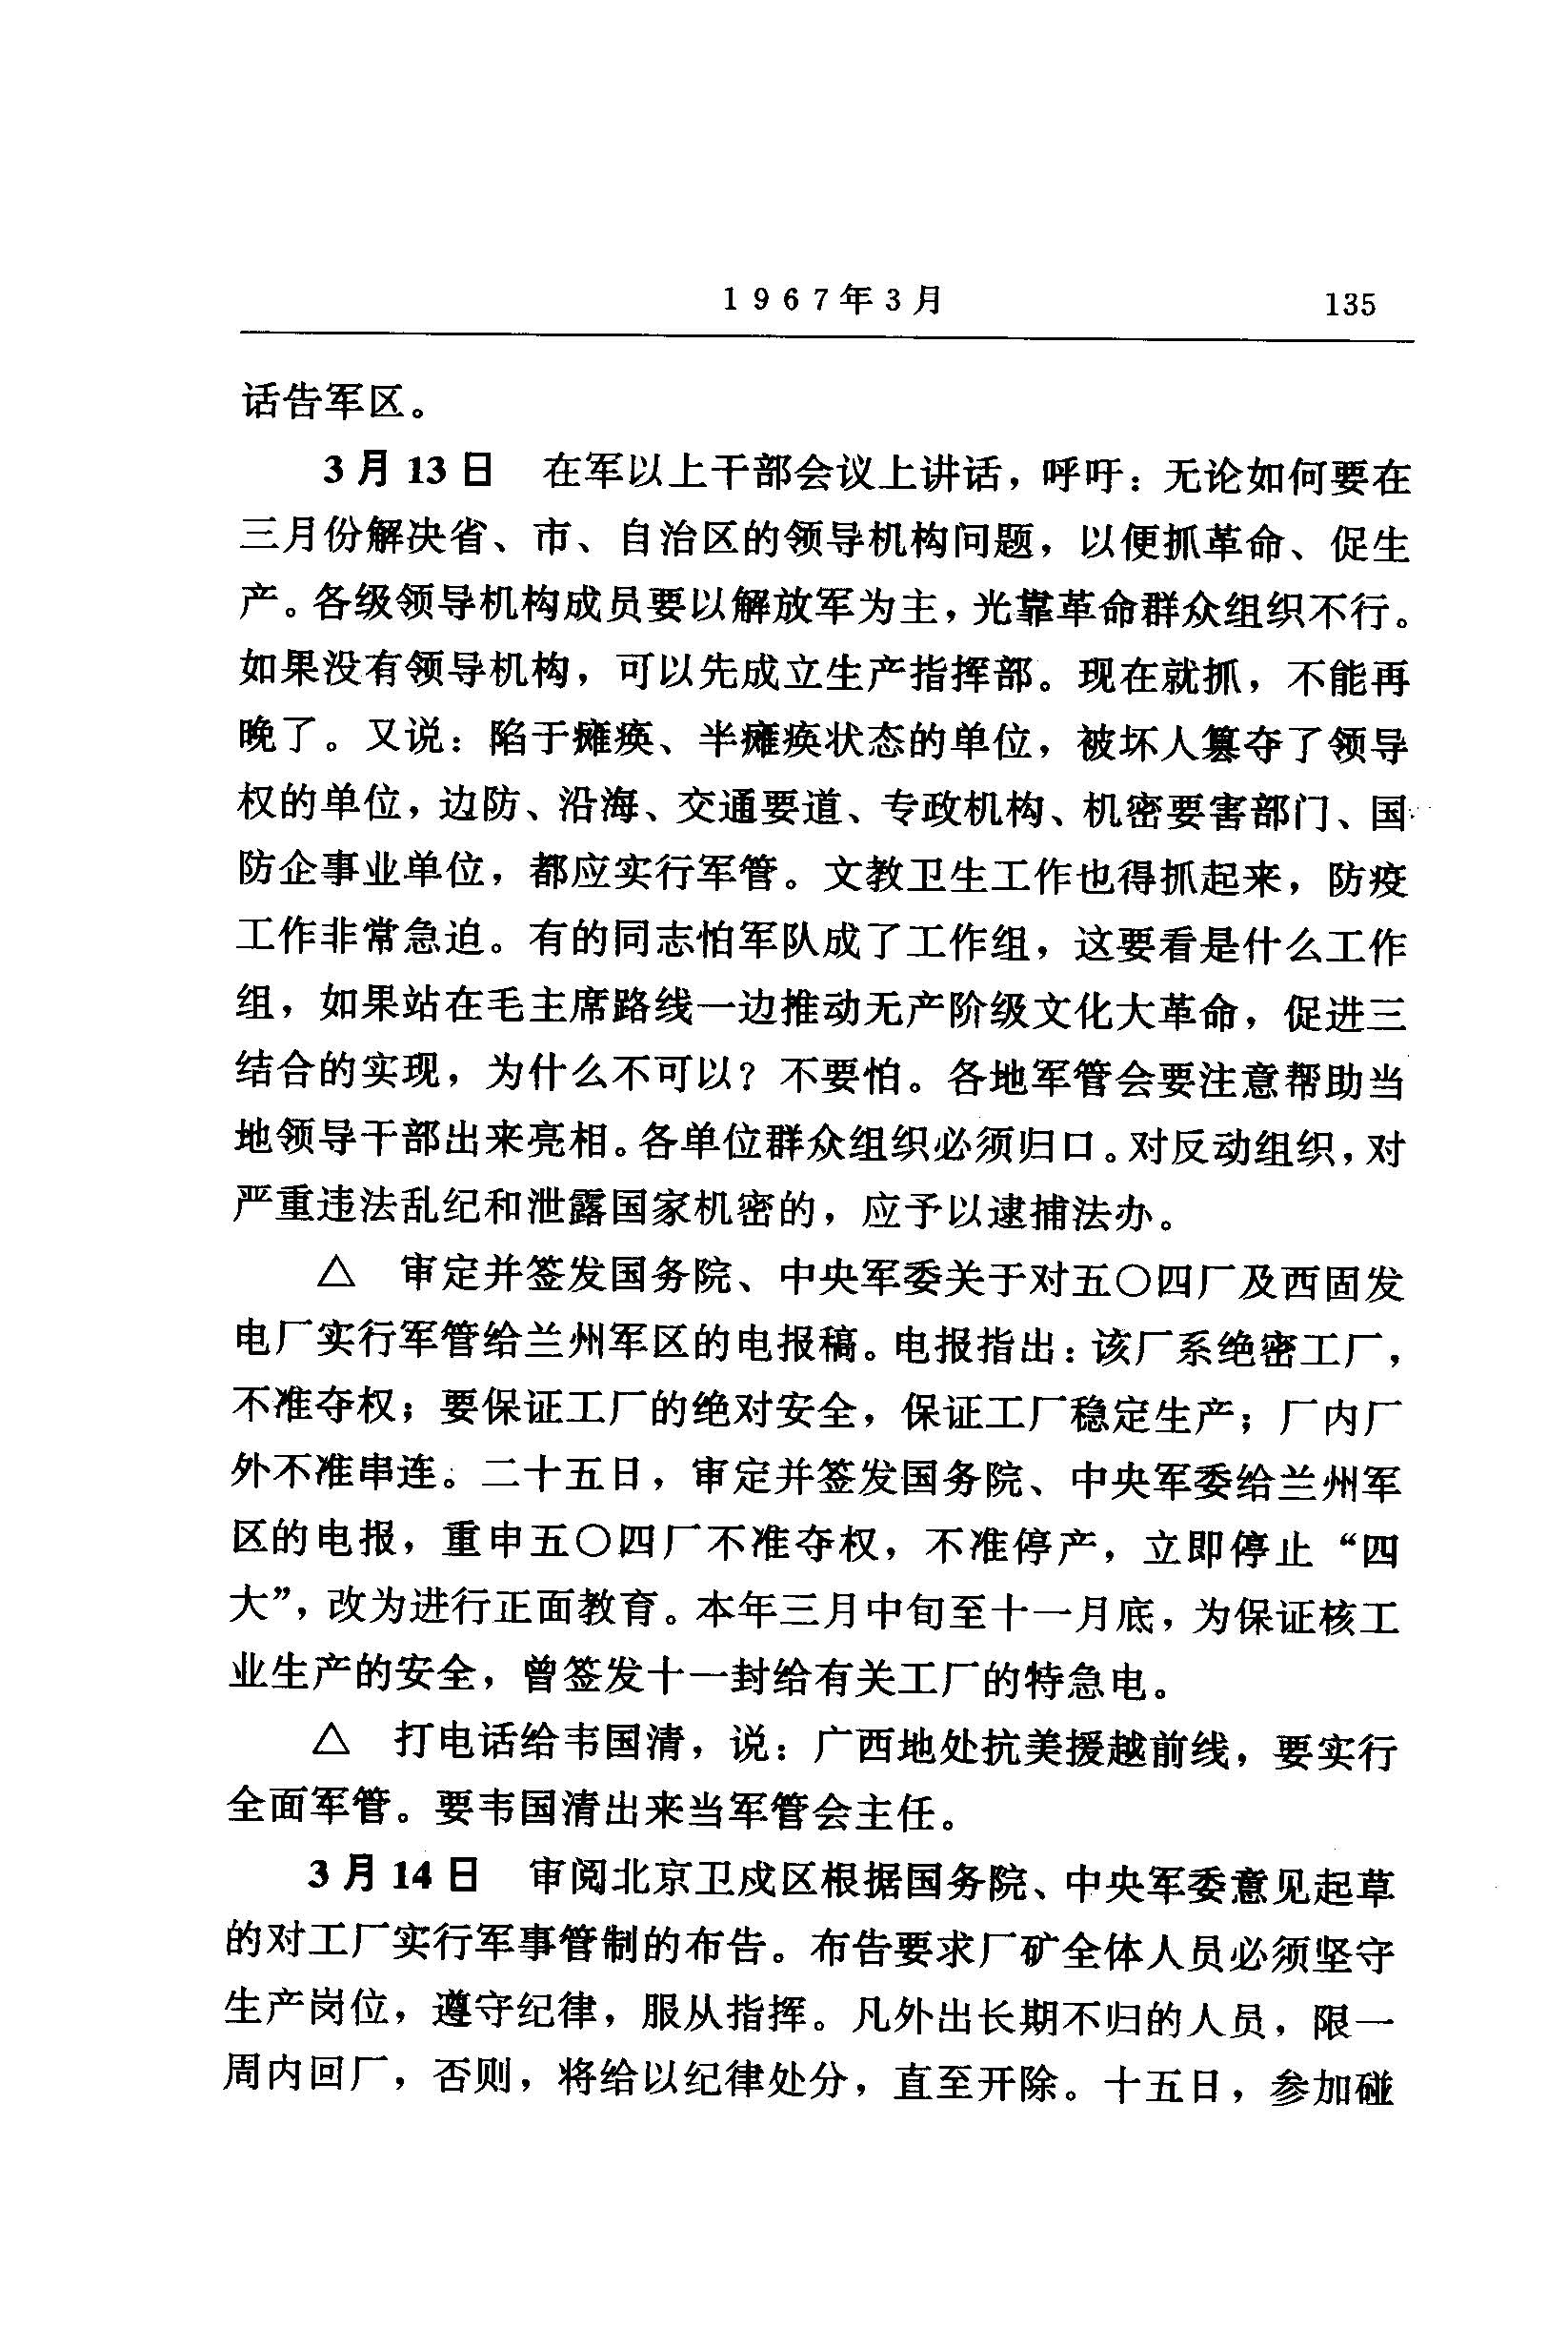 1967年3月 135
话告军区。
3月13日 在军以上干部会议上讲话，呼吁：无论如何要在
三月份解决省、市、自治区的领导机构问题，以便抓革命、促生
产。各级领导机构成员要以解放军为主，光靠革命群众组织不行。
如果没有领导机构，可以先成立生产指挥部。现在就抓，不能再
晚了。又说：陷于瘫痪、半瘫痪状态的单位，被坏人篡夺了领导
权的单位，边防、沿海、交通要道、专政机构、机密要害部门、国
防企事业单位，都应实行军管。文教卫生工作也得抓起来，防疫
工作非常急迫。有的同志怕军队成了工作组，这要看是什么工作
组，如果站在毛主席路线一边推动无产阶级文化大革命，促进三
结合的实现，为什么不可以？不要怕。各地军管会要注意帮助当
地领导干部出来亮相。各单位群众组织必须归口。对反动组织，对
严重违法乱纪和泄露国家机密的，应予以逮捕法办。
△ 审定并签发国务院、中央军委关于对五〇四厂及西固发
电厂实行军管给兰州军区的电报稿。电报指出：该厂系绝密工厂，
不准夺权；要保证工厂的绝对安全，保证工厂稳定生产；厂内厂
外不准串连。二十五日，审定并签发国务院、中央军委给兰州军
区的电报，重申五〇四厂不准夺权，不准停产，立即停止“四
大”，改为进行正面教育。本年三月中旬至十一月底，为保证核工
业生产的安全，曾签发十一封给有关工厂的特急电。
△ 打电话给韦国清，说：广西地处抗美援越前线，要实行
全面军管。要韦国清出来当军管会主任。
3月14日 审阅北京卫戍区根据国务院、中央军委意见起草
的对工厂实行军事管制的布告。布告要求厂矿全体人员必须坚守
生产岗位，遵守纪律，服从指挥。凡外出长期不归的人员，限一
周内回厂，否则，将给以纪律处分，直至开除。十五日，参加碰